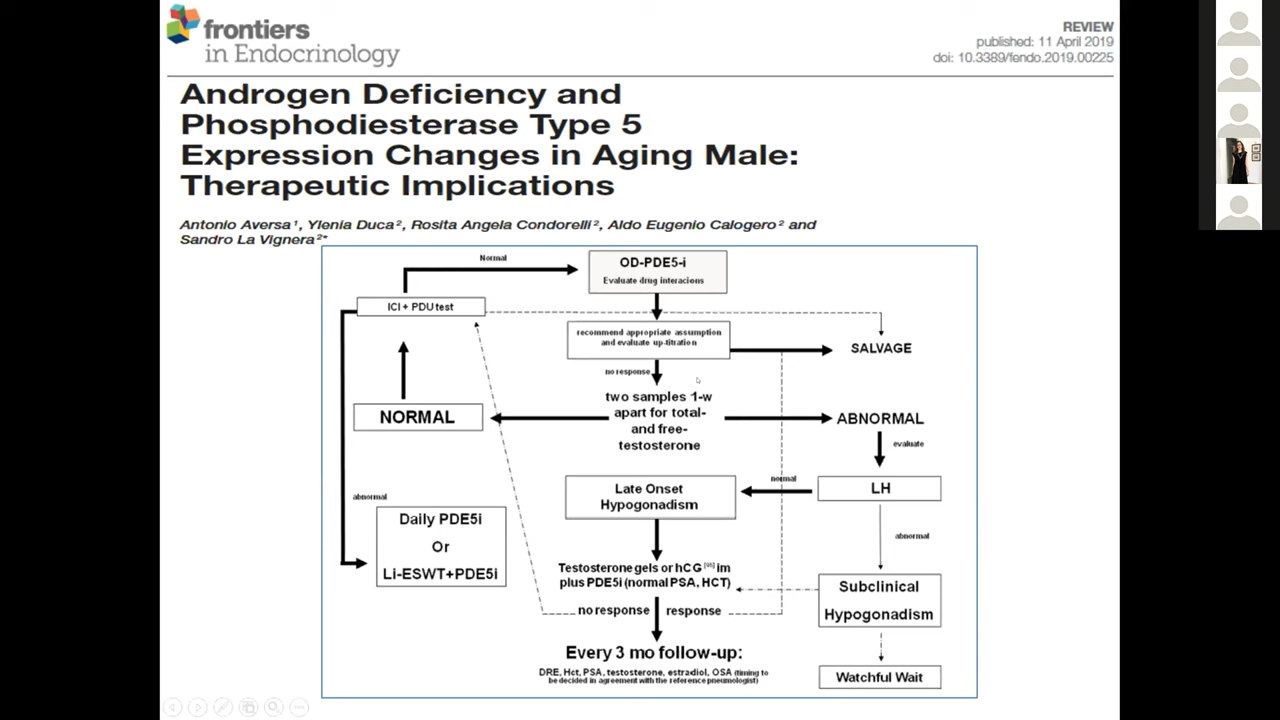 frontiers
in Endocrinology
REVIEW
published: 11 April 2019
doi: 10.3389/fendo.2019.00225
Androgen Deficiency and
Phosphodiesterase Type 5
Expression Changes in Aging Male:
Therapeutic Implications
Antonio Aversa¹, Ylenia Duca², Rosita Angela Condorelli², Aldo Eugenio Calogero² and
Sandro La Vignera²*
Normal
OD-PDE5-i
Evaluate drug interacions
ICI + PDU test
recommend appropriate assumption
and evaluate up-titration
SALVAGE
no response
two samples 1-w
apart for total-
and free-
testosterone
NORMAL
ABNORMAL
evaluate
normal
LH
Late Onset
Hypogonadism
abnormal
Daily PDE5i
Or
Li-ESWT+PDE5i
abnormal
Testosterone gels or hCG [95] im
plus PDE5i (normal PSA, HCT)
Subclinical
Hypogonadism
no response
response
Every 3 mo follow-up:
DRE, Hct, PSA, testosterone, estradiol, OSA (timing to
be decided in agreement with the reference pneumologist)
Watchful Wait